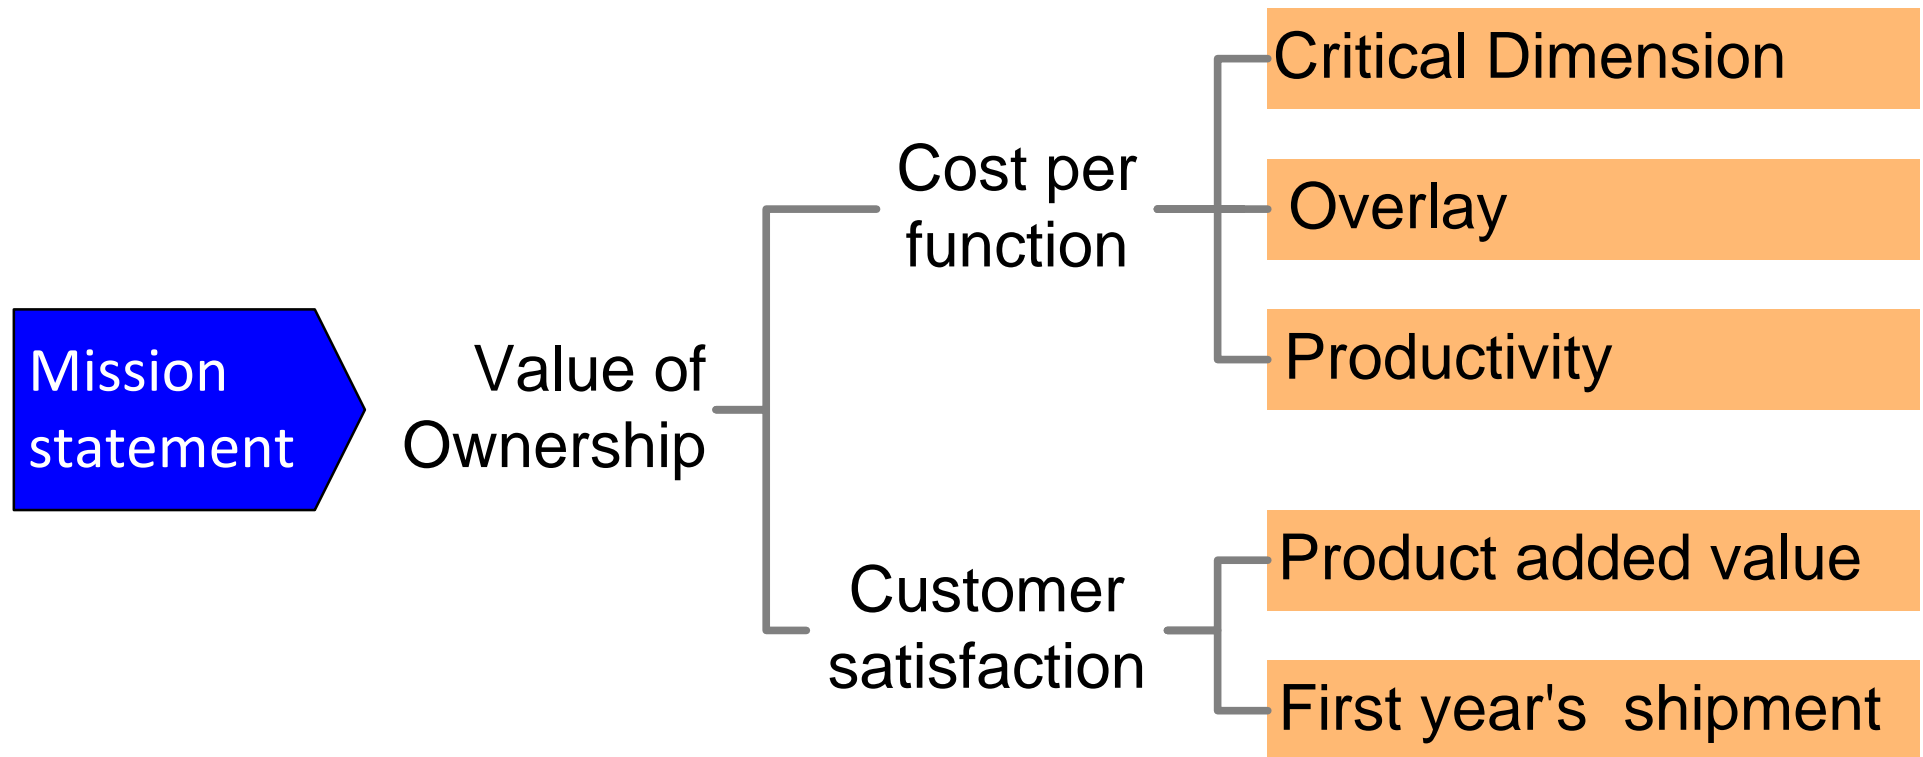 Mission
statement
Value of
Ownership
Cost per
function
Critical Dimension
Overlay
Productivity
Customer
satisfaction
Product added value
First year's  shipment